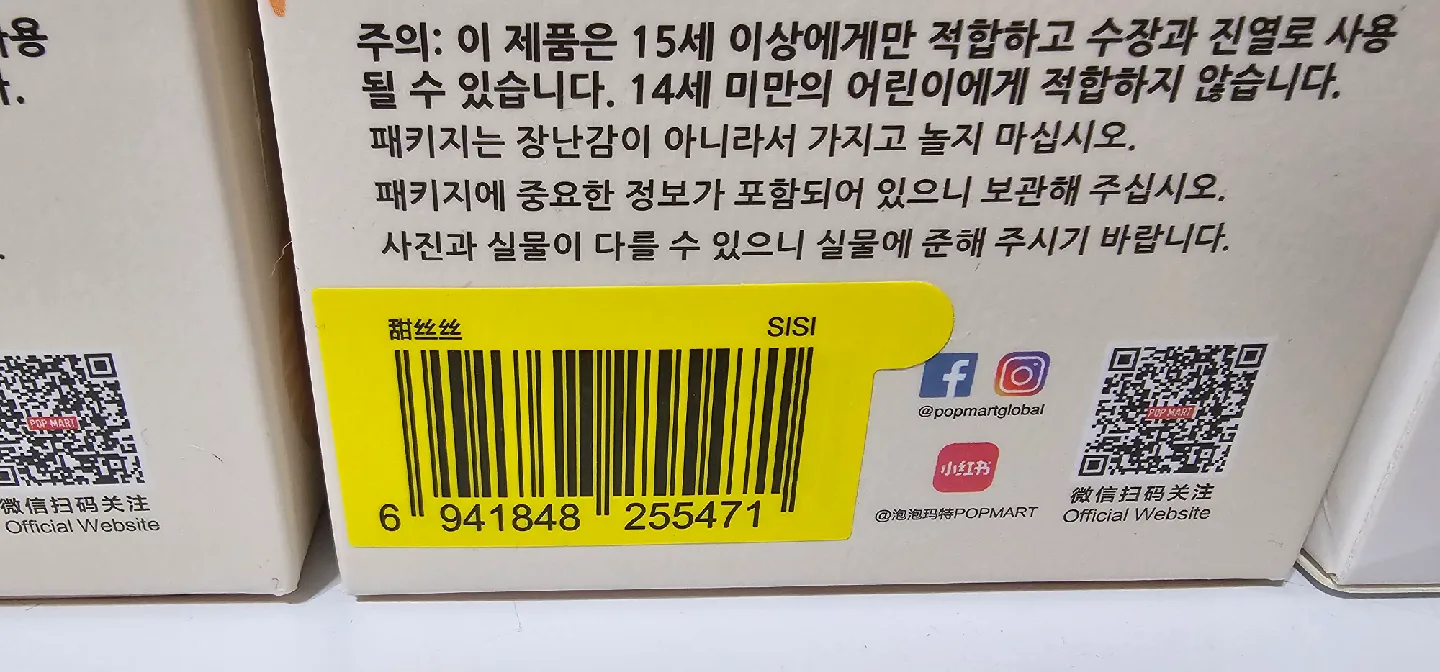 사용
다.
주의: 이 제품은 15세 이상에게만 적합하고 수장과 진열로 사용
될 수 있습니다. 14세 미만의 어린이에게 적합하지 않습니다.
패키지는 장난감이 아니라서 가지고 놀지 마십시오.
패키지에 중요한 정보가 포함되어 있으니 보관해 주십시오.
사진과 실물이 다를 수 있으니 실물에 준해 주시기 바랍니다.
甜丝丝 SISI
6 941848 255471
@popmartglobal
小红书
@泡泡玛特POPMART
POP MART
微信扫码关注
Official Website
POP MART
微信扫码关注
Official Website